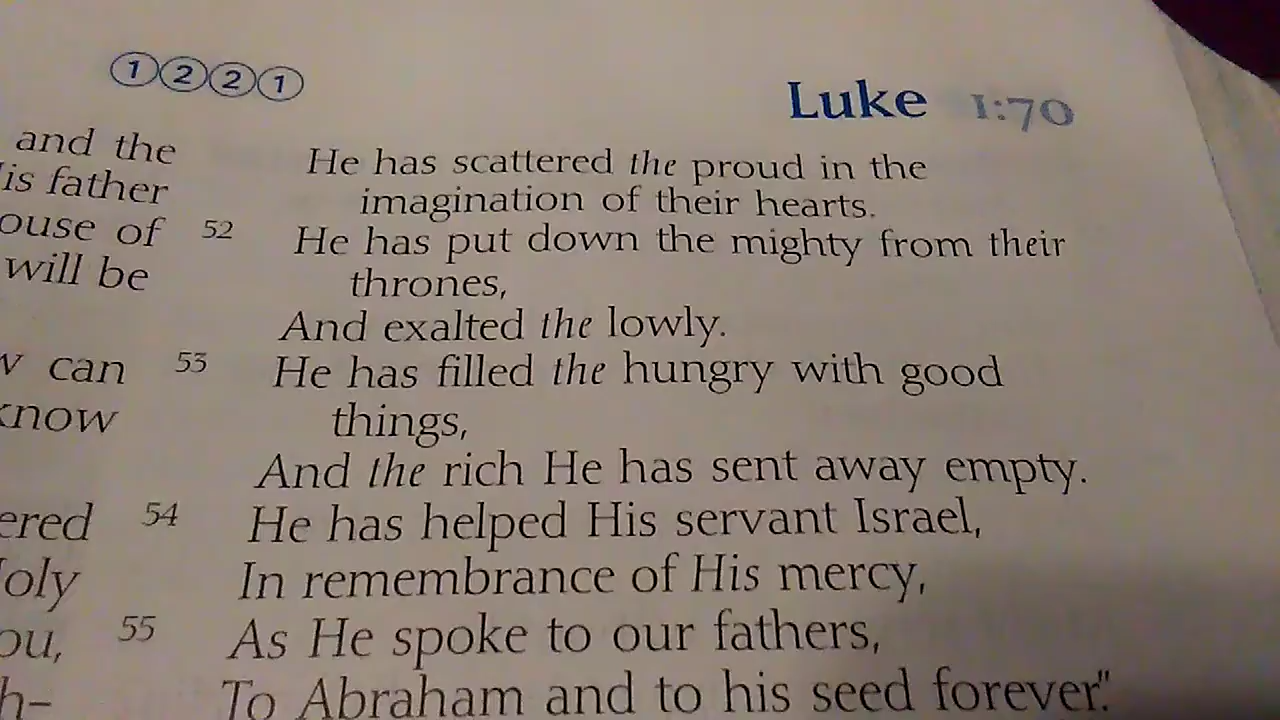 1 2 2 1
Luke 1:70
and the
is father
ouse of
will be
can
know
ered
oly
ou,
h-
He has scattered the proud in the
imagination of their hearts.
52 He has put down the mighty from their
thrones,
And exalted the lowly.
53 He has filled the hungry with good
things,
And the rich He has sent away empty.
54 He has helped His servant Israel,
In remembrance of His mercy,
55 As He spoke to our fathers,
To Abraham and to his seed forever."